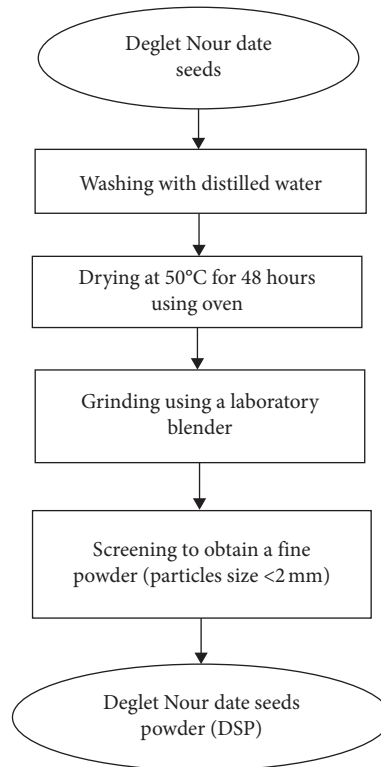 Deglet Nour date
seeds
Washing with distilled water
Drying at 50°C for 48 hours
using oven
Grinding using a laboratory
blender
Screening to obtain a fine
powder (particles size <2 mm)
Deglet Nour date seeds
powder (DSP)